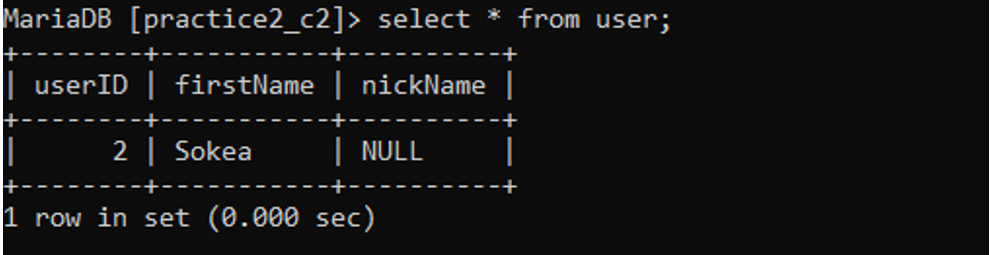 MariaDB [practice2_c2]> select * from user;
+--------+-----------+----------+
| userID | firstName | nickName |
+--------+-----------+----------+
|      2 | Sokea     | NULL     |
+--------+-----------+----------+
1 row in set (0.000 sec)